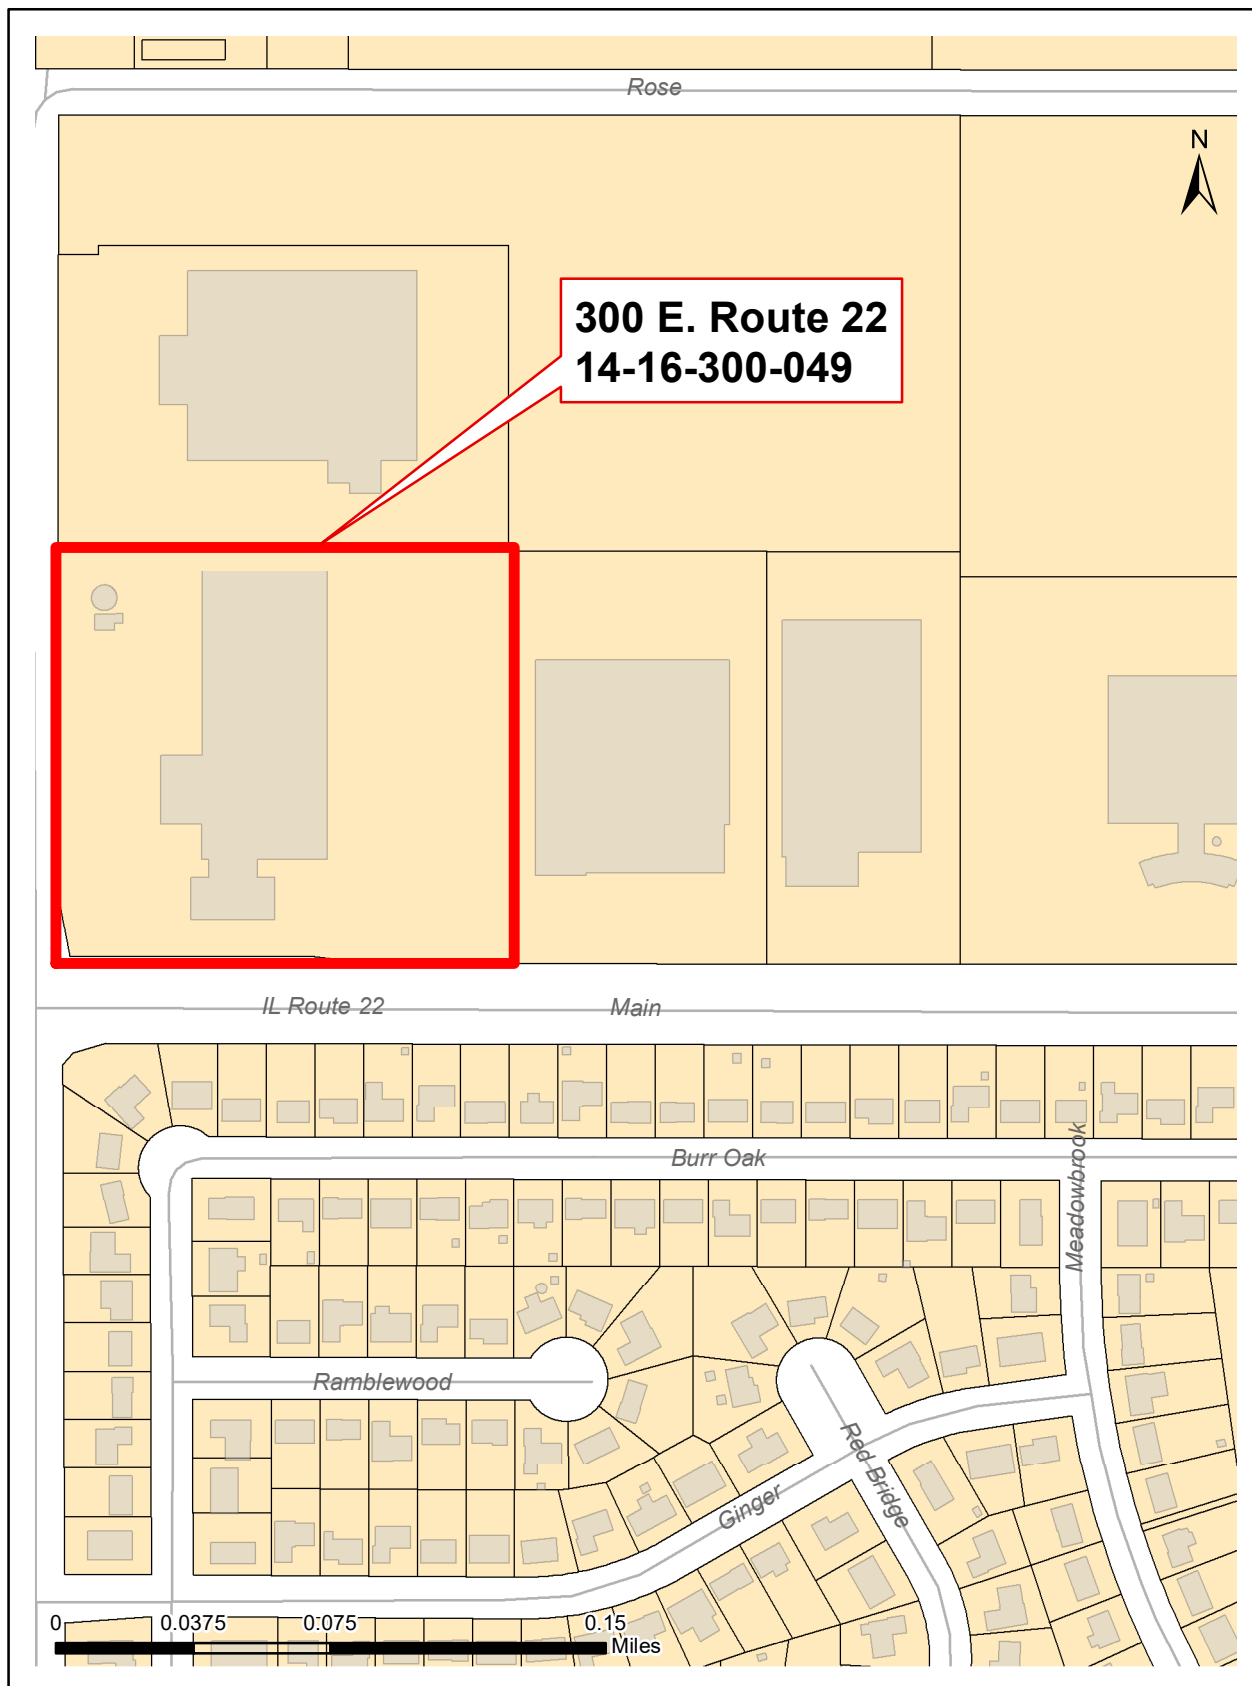 Rose
N
300 E. Route 22
14-16-300-049
IL Route 22
Main
Burr Oak
Meadowbrook
Ramblewood
Red Bridge
Ginger
0 0.0375 0.075 0.15
Miles